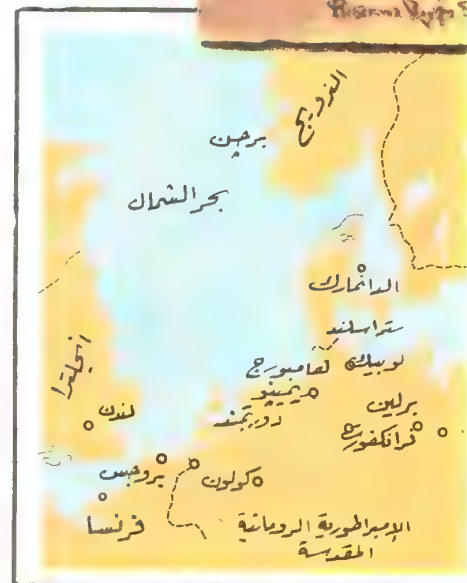 النرويج
برجن
بحر الشمال
الدانمارك
ستراسلند
لوبيك هامبورج
ريمينو
برلين
دورتمند
فرانكفورت
انجلترا
لندن
بروجس
كولون
فرنسا
الإمبراطورية الرومانية
المقدسة